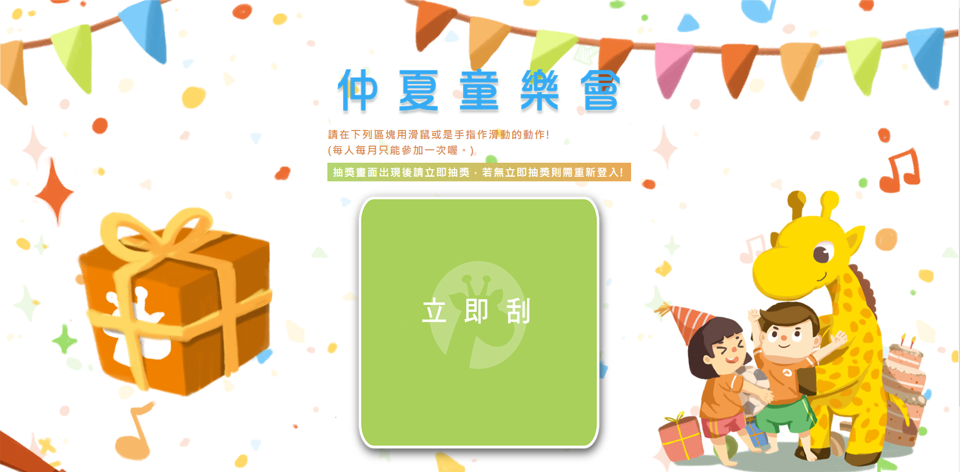 仲夏童樂會
請在下列區塊用滑鼠或是手指作滑動的動作!
(每人每月只能參加一次喔。)
抽獎畫面出現後請立即抽獎，若無立即抽獎則需重新登入!
立即刮